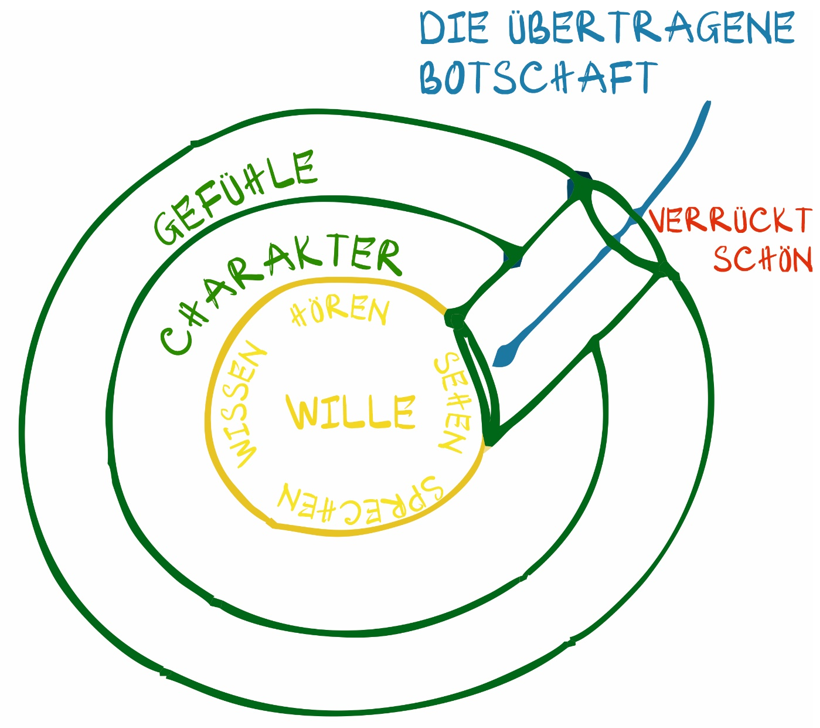 DIE ÜBERTRAGENE
BOTSCHAFT
GEFÜHLE
VERRÜCKT
SCHÖN
CHARAKTER
HÖREN
WISSEN
SEHEN
WILLE
SPRECHEN